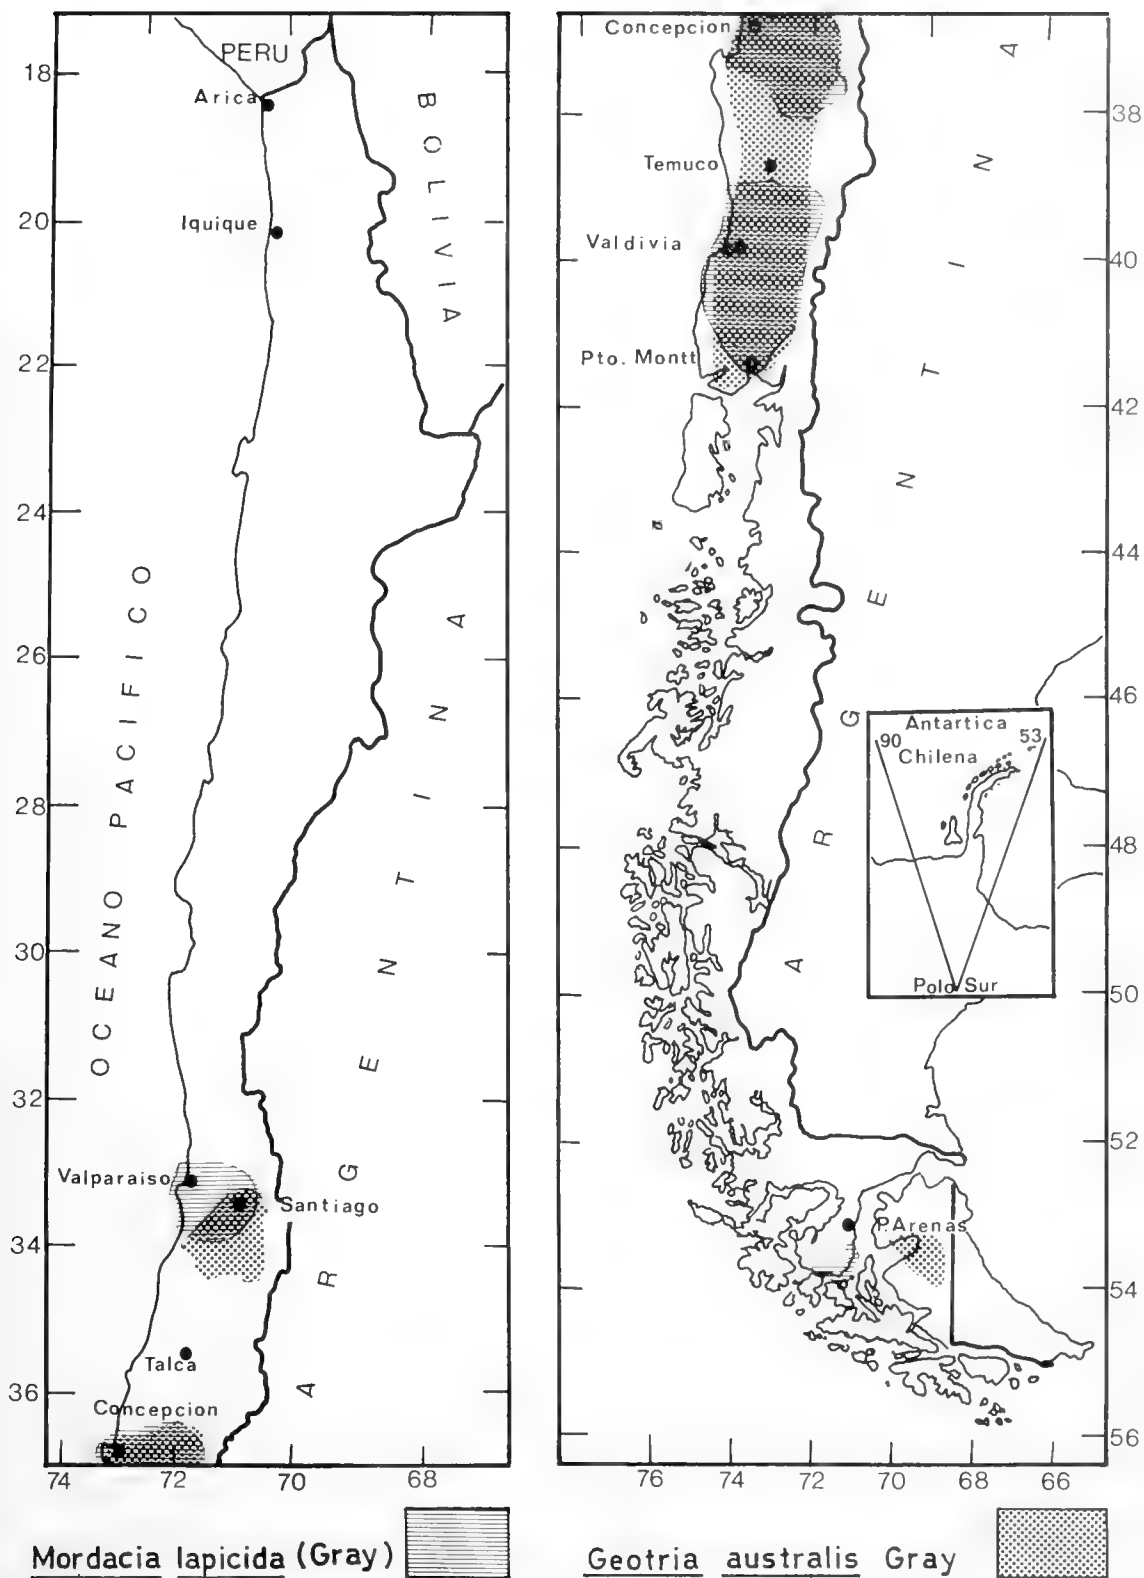 PERU
18
Arica
BOLIVIA
Iquique
20
22
24
OCEANO PACIFICO
26
28
ARGENTINA
30
32
Valparaiso
Santiago
34
Talca
36
Concepcion
74
72
70
68
Mordacia lapicida (Gray)
Concepcion
38
Temuco
Valdivia
40
Pto. Montt
42
44
ARGENTINA
46
Antartica
90
53
Chilena
48
Polo Sur
50
52
P. Arenas
54
56
76
74
72
70
68
66
Geotria australis Gray